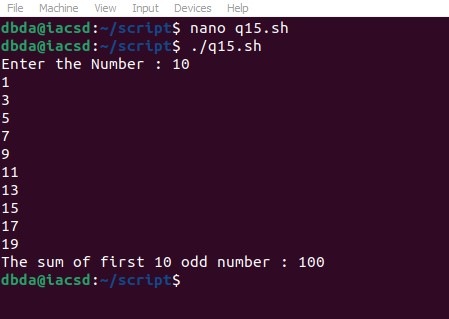 File Machine View Input Devices Help
dbda@iacsd:~/script$ nano q15.sh
dbda@iacsd:~/script$ ./q15.sh
Enter the Number : 10
1
3
5
7
9
11
13
15
17
19
The sum of first 10 odd number : 100
dbda@iacsd:~/script$